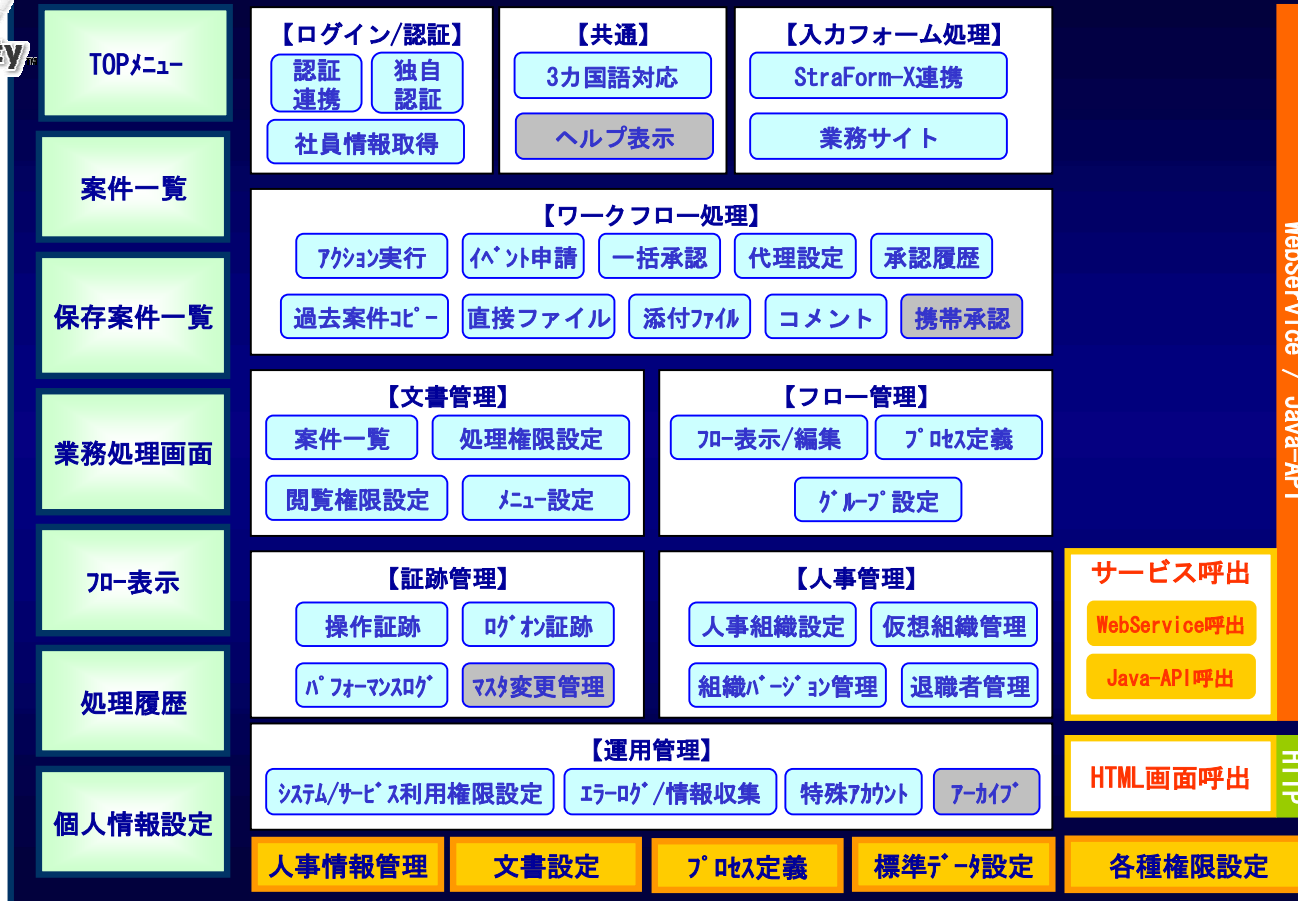 TOPﾒﾆｭｰ
案件一覧
保存案件一覧
業務処理画面
ﾌﾛｰ表示
処理履歴
個人情報設定
【ログイン/認証】
認証
連携
独自
認証
社員情報取得
【共通】
3カ国語対応
ヘルプ表示
【入力フォーム処理】
StraForm-X連携
業務サイト
【ワークフロー処理】
ｱｸｼｮﾝ実行
ｲﾍﾞﾝﾄ申請
一括承認
代理設定
承認履歴
過去案件ｺﾋﾟｰ
直接ファイル
添付ﾌｧｲﾙ
コメント
携帯承認
【文書管理】
案件一覧
処理権限設定
閲覧権限設定
ﾒﾆｭｰ設定
【フロー管理】
ﾌﾛｰ表示/編集
ﾌﾟﾛｾｽ定義
ｸﾞﾙｰﾌﾟ設定
【証跡管理】
操作証跡
ﾛｸﾞｵﾝ証跡
ﾊﾟﾌｫｰﾏﾝｽﾛｸﾞ
ﾏｽﾀ変更管理
【人事管理】
人事組織設定
仮想組織管理
組織ﾊﾞｰｼﾞｮﾝ管理
退職者管理
【運用管理】
ｼｽﾃﾑ/ｻｰﾋﾞｽ利用権限設定
ｴﾗｰﾛｸﾞ/情報収集
特殊ｱｶｳﾝﾄ
ｱｰｶｲﾌﾞ
サービス呼出
WebService呼出
Java-API呼出
HTML画面呼出
WebService / Java-API
HTTP
人事情報管理
文書設定
ﾌﾟﾛｾｽ定義
標準ﾃﾞｰﾀ設定
各種権限設定